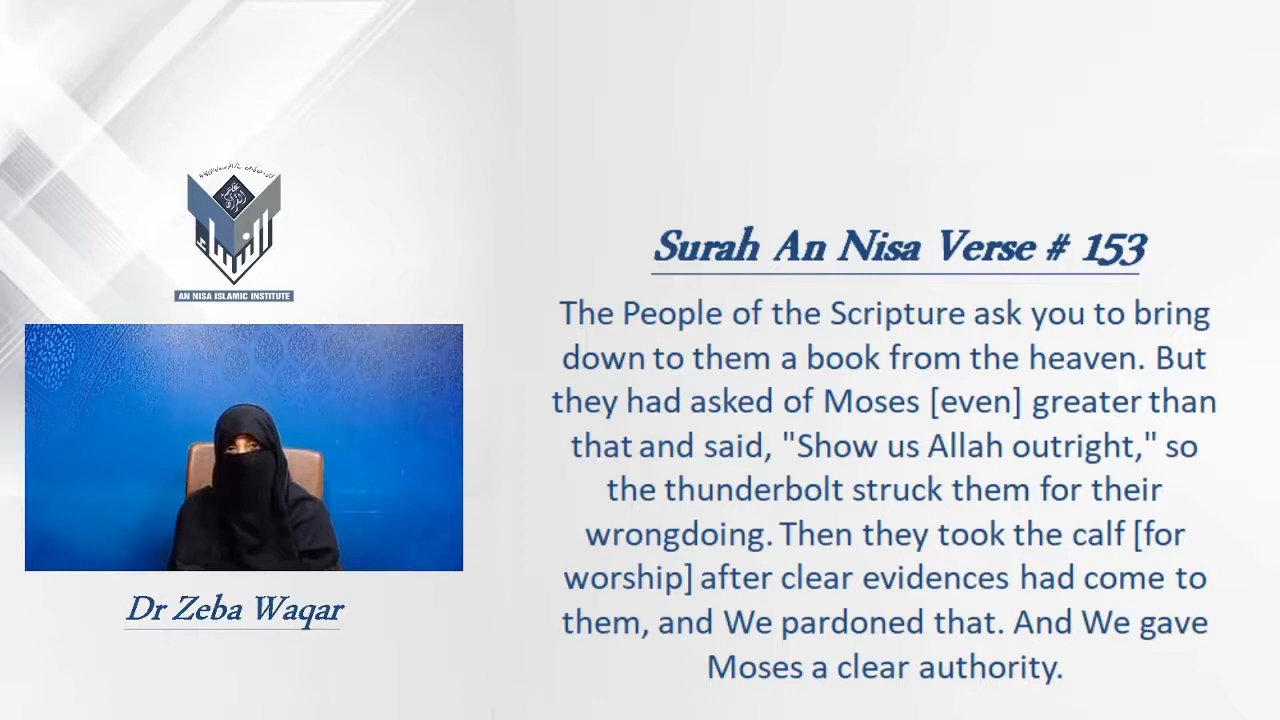 AN NISA ISLAMIC INSTITUTE
Dr Zeba Waqar
Surah An Nisa Verse # 153
The People of the Scripture ask you to bring
down to them a book from the heaven. But
they had asked of Moses [even] greater than
that and said, "Show us Allah outright," so
the thunderbolt struck them for their
wrongdoing. Then they took the calf [for
worship] after clear evidences had come to
them, and We pardoned that. And We gave
Moses a clear authority.